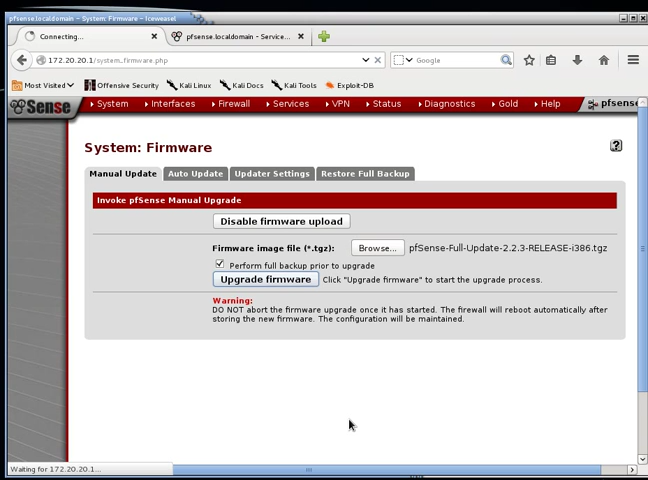 pfsense.localdomain - System: Firmware - Iceweasel
Connecting...
pfsense.localdomain - Service...
172.20.20.1/system_firmware.php
Google
Most Visited
Offensive Security
Kali Linux
Kali Docs
Kali Tools
Exploit-DB
Sense
System
Interfaces
Firewall
Services
VPN
Status
Diagnostics
Gold
Help
pfsense
System: Firmware
?
Manual Update
Auto Update
Updater Settings
Restore Full Backup
Invoke pfSense Manual Upgrade
Disable firmware upload
Firmware image file (*.tgz):
Browse...
pfSense-Full-Update-2.2.3-RELEASE-i386.tgz
Perform full backup prior to upgrade
Upgrade firmware
Click "Upgrade firmware" to start the upgrade process.
Warning:
DO NOT abort the firmware upgrade once it has started. The firewall will reboot automatically after
storing the new firmware. The configuration will be maintained.
Waiting for 172.20.20.1...